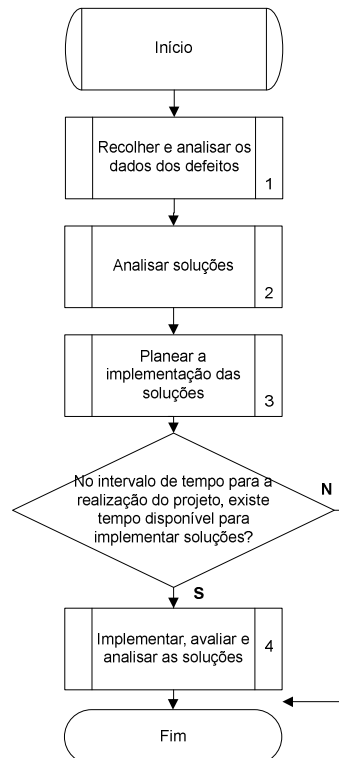 Início
Recolher e analisar os
dados dos defeitos
1
Analisar soluções
2
Planear a
implementação das
soluções
3
No intervalo de tempo para a
realização do projeto, existe
tempo disponível para
implementar soluções?
N
S
Implementar, avaliar e
analisar as soluções
4
Fim